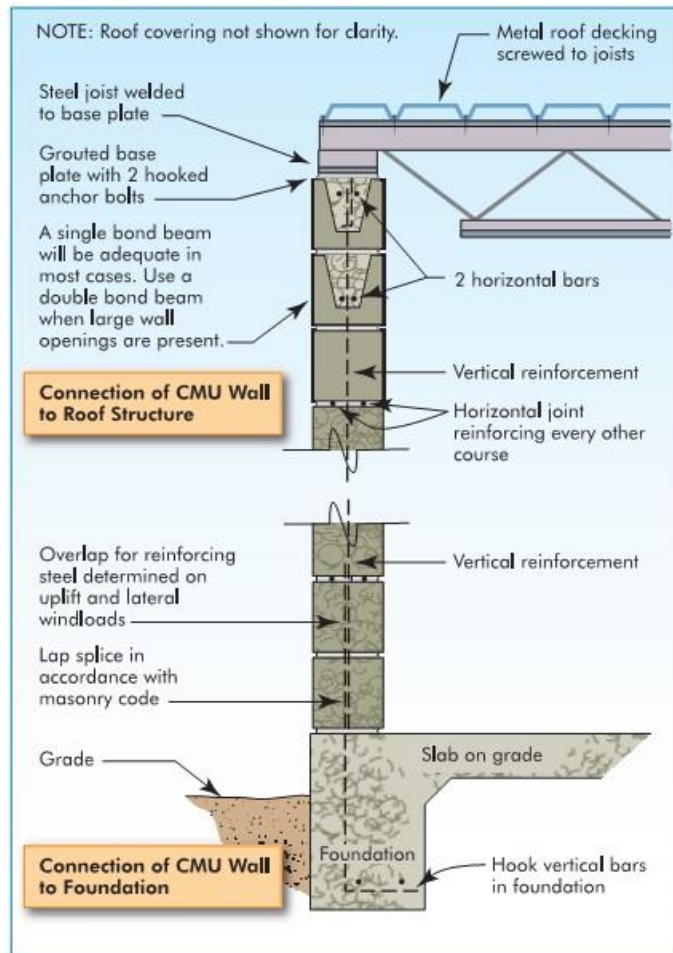 NOTE: Roof covering not shown for clarity.
Metal roof decking
screwed to joists
Steel joist welded
to base plate
Grouted base
plate with 2 hooked
anchor bolts
A single bond beam
will be adequate in
most cases. Use a
double bond beam
when large wall
openings are present.
2 horizontal bars
Connection of CMU Wall
to Roof Structure
Vertical reinforcement
Horizontal joint
reinforcing every other
course
Overlap for reinforcing
steel determined on
uplift and lateral
windloads
Vertical reinforcement
Lap splice in
accordance with
masonry code
Grade
Slab on grade
Foundation
Connection of CMU Wall
to Foundation
Hook vertical bars
in foundation